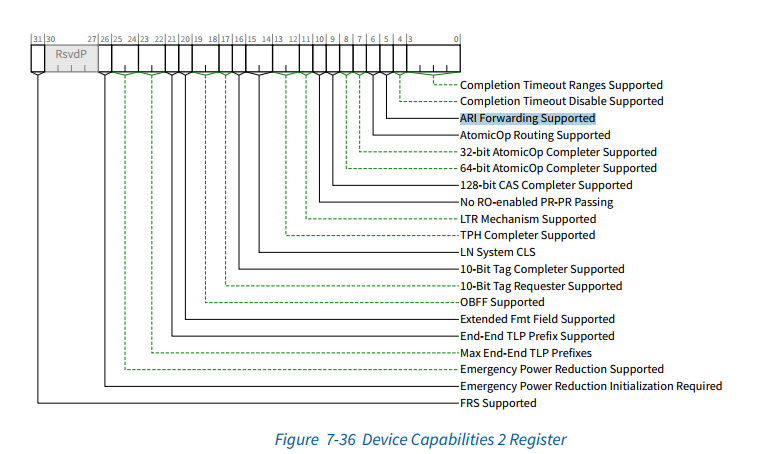 31 30 27 26 25 24 23 22 21 20 19 18 17 16 15 14 13 12 11 10 9 8 7 6 5 4 3 0
RsvdP
Completion Timeout Ranges Supported
Completion Timeout Disable Supported
ARI Forwarding Supported
AtomicOp Routing Supported
32-bit AtomicOp Completer Supported
64-bit AtomicOp Completer Supported
128-bit CAS Completer Supported
No RO-enabled PR-PR Passing
LTR Mechanism Supported
TPH Completer Supported
LN System CLS
10-Bit Tag Completer Supported
10-Bit Tag Requester Supported
OBFF Supported
Extended Fmt Field Supported
End-End TLP Prefix Supported
Max End-End TLP Prefixes
Emergency Power Reduction Supported
Emergency Power Reduction Initialization Required
FRS Supported
Figure 7-36 Device Capabilities 2 Register